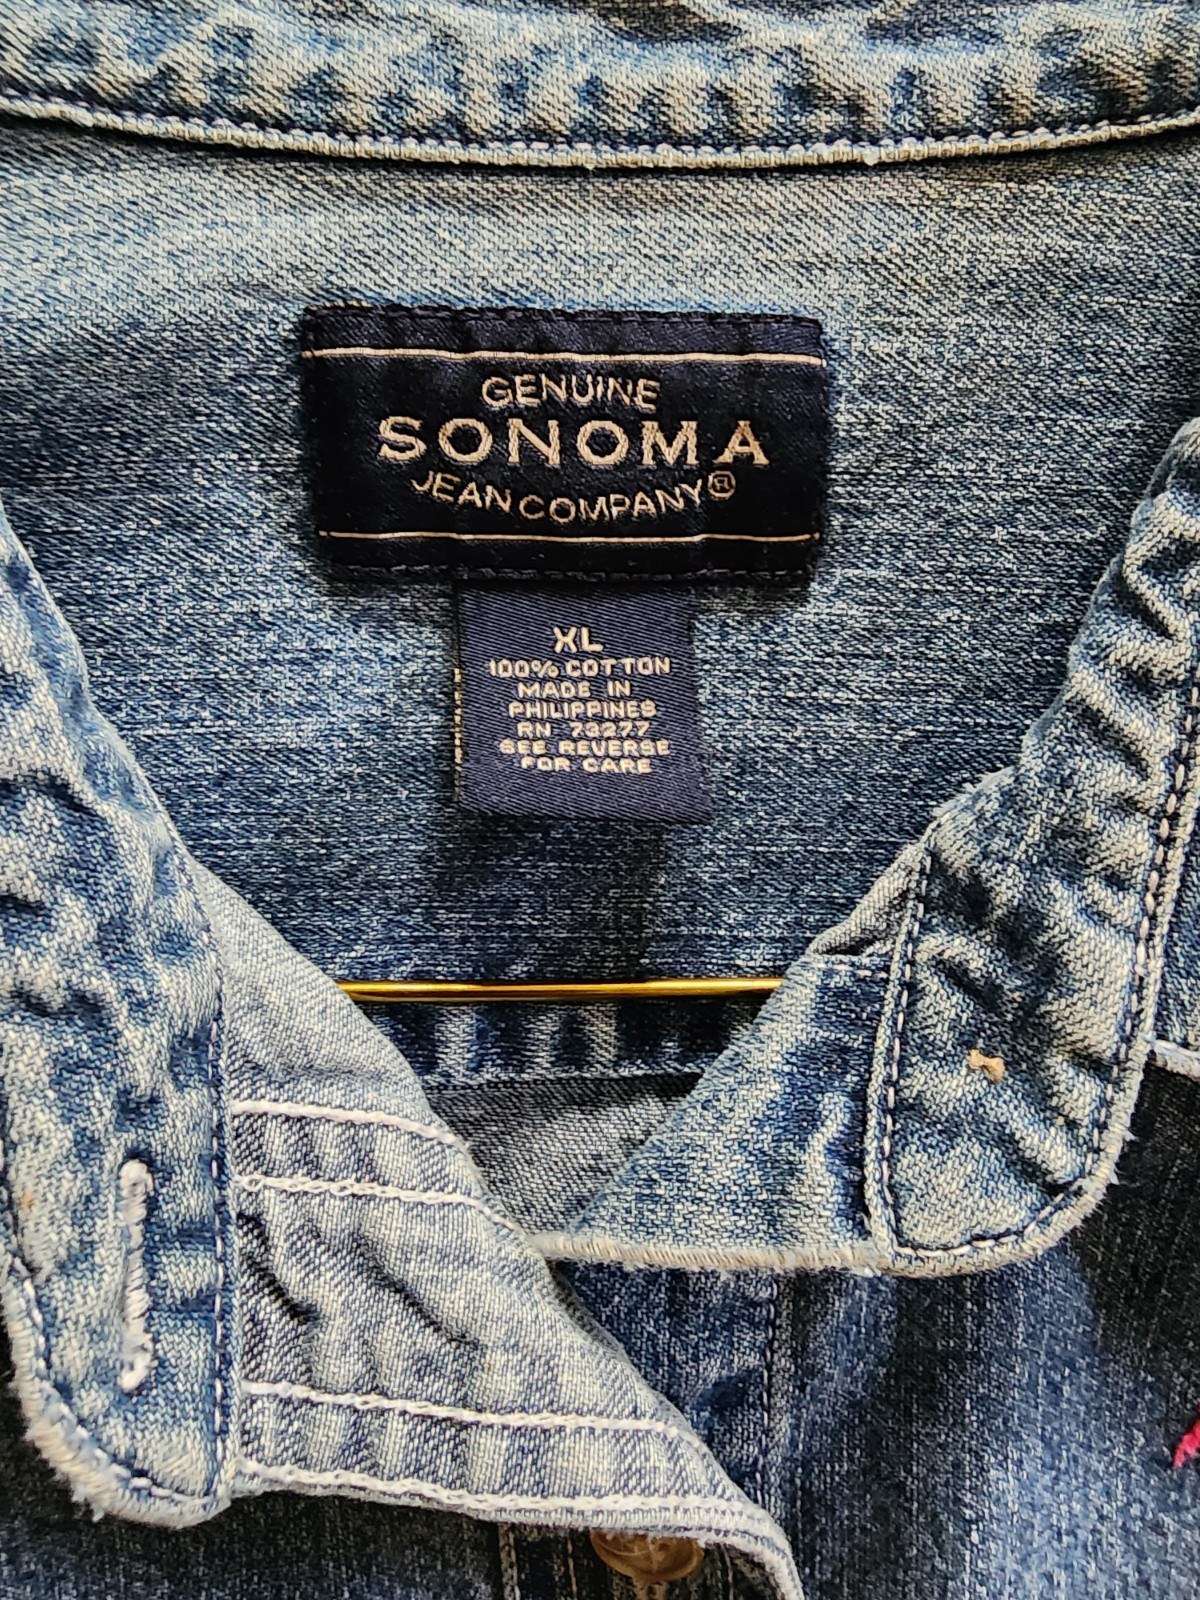 GENUINE
SONOMA
JEAN COMPANY®
XL
100% COTTON
MADE IN
PHILIPPINES
RN 73277
SEE REVERSE
FOR CARE